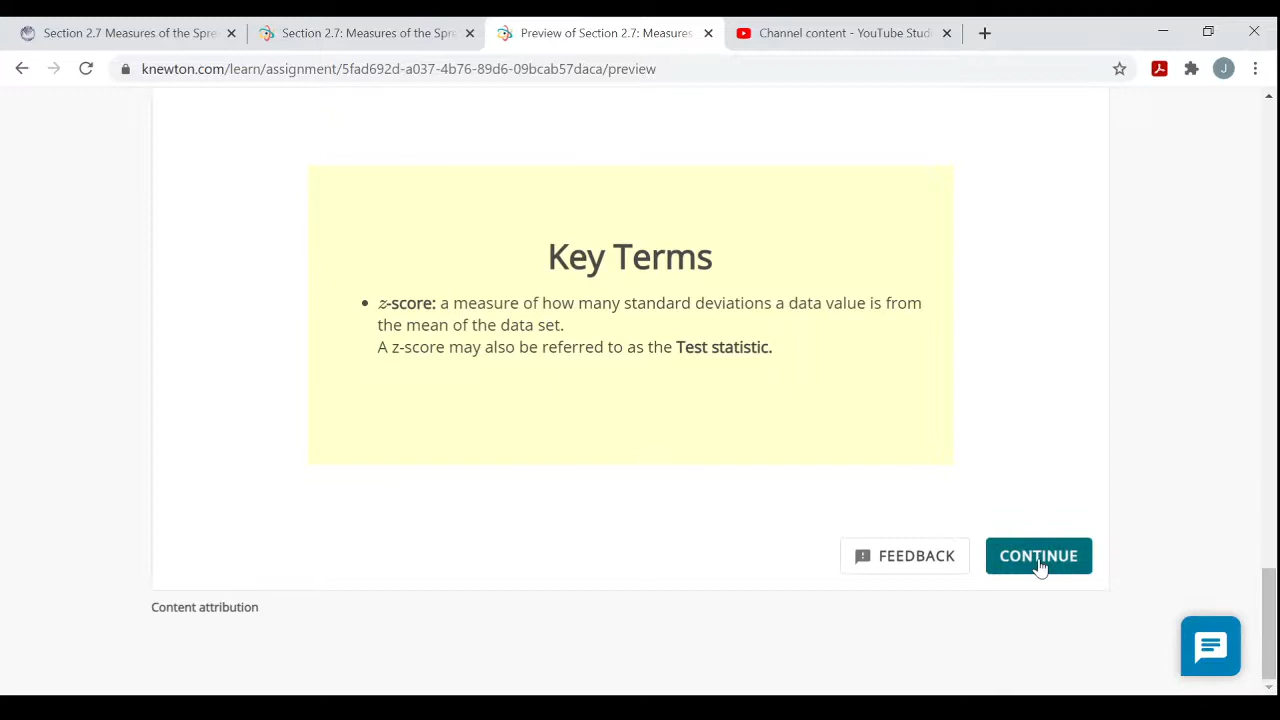 Section 2.7 Measures of the Spre
Section 2.7: Measures of the Spre
Preview of Section 2.7: Measures
Channel content - YouTube Studi
knewton.com/learn/assignment/5fad692d-a037-4b76-89d6-09bcab57daca/preview
J
Key Terms
• z-score: a measure of how many standard deviations a data value is from
the mean of the data set.
A z-score may also be referred to as the Test statistic.
FEEDBACK
CONTINUE
Content attribution